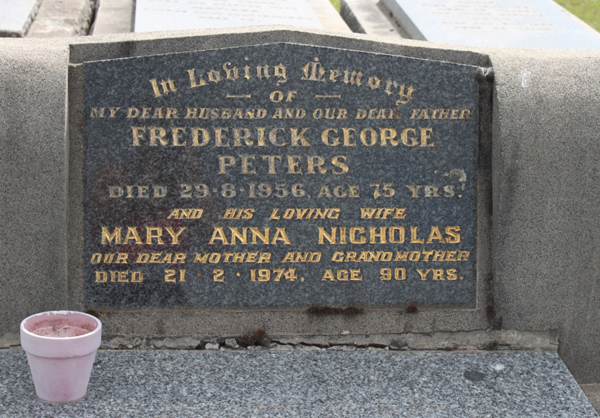 In Loving Memory
— OF —
MY DEAR HUSBAND AND OUR DEAR FATHER
FREDERICK GEORGE
PETERS
DIED 29·8·1956, AGE 75 YRS.
AND HIS LOVING WIFE
MARY ANNA NICHOLAS
OUR DEAR MOTHER AND GRANDMOTHER
DIED 21·2·1974, AGE 90 YRS.